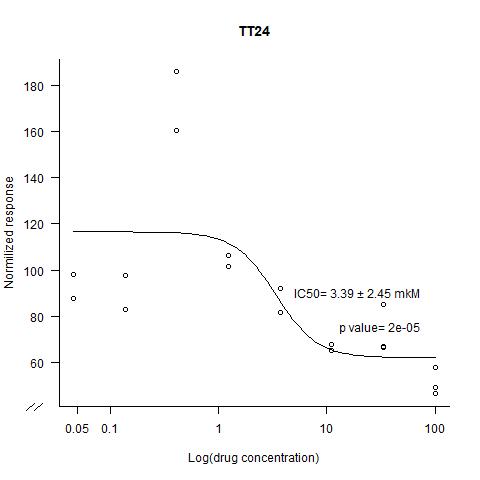 TT24
180
160
140
120
100
80
60
Normilized response
IC50= 3.39 ± 2.45 mkM
p value= 2e-05
0.05 0.1 1 10 100
Log(drug concentration)